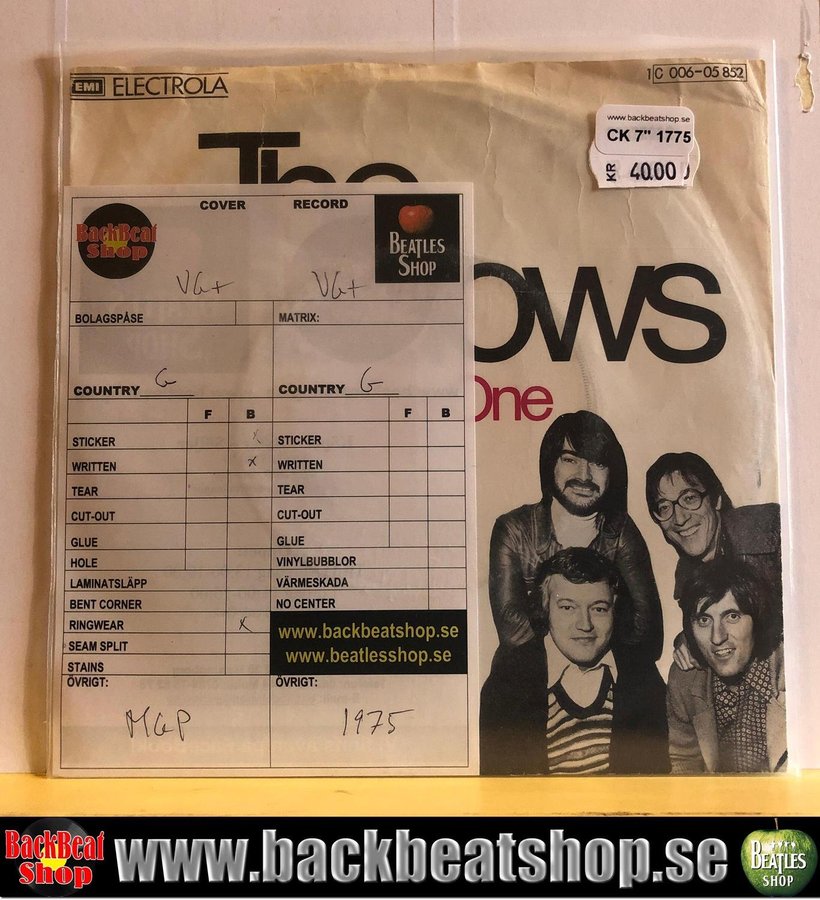 EMI ELECTROLA
1C 006-05 852
www.backbeatshop.se
CK 7" 1775
KR 40.00
The
ows
One
BackBeat
Shop
COVER RECORD
BEATLES
SHOP
VG+ VG+
BOLAGSPÅSE MATRIX:
COUNTRY G COUNTRY G
F B F B
STICKER x STICKER
WRITTEN x WRITTEN
TEAR TEAR
CUT-OUT CUT-OUT
GLUE GLUE
HOLE VINYLBUBBLOR
LAMINATSLÄPP VÄRMESKADA
BENT CORNER NO CENTER
RINGWEAR x
SEAM SPLIT
STAINS
www.backbeatshop.se
www.beatlesshop.se
ÖVRIGT: ÖVRIGT:
MGP 1975
BackBeat
Shop
www.backbeatshop.se
BEATLES
SHOP